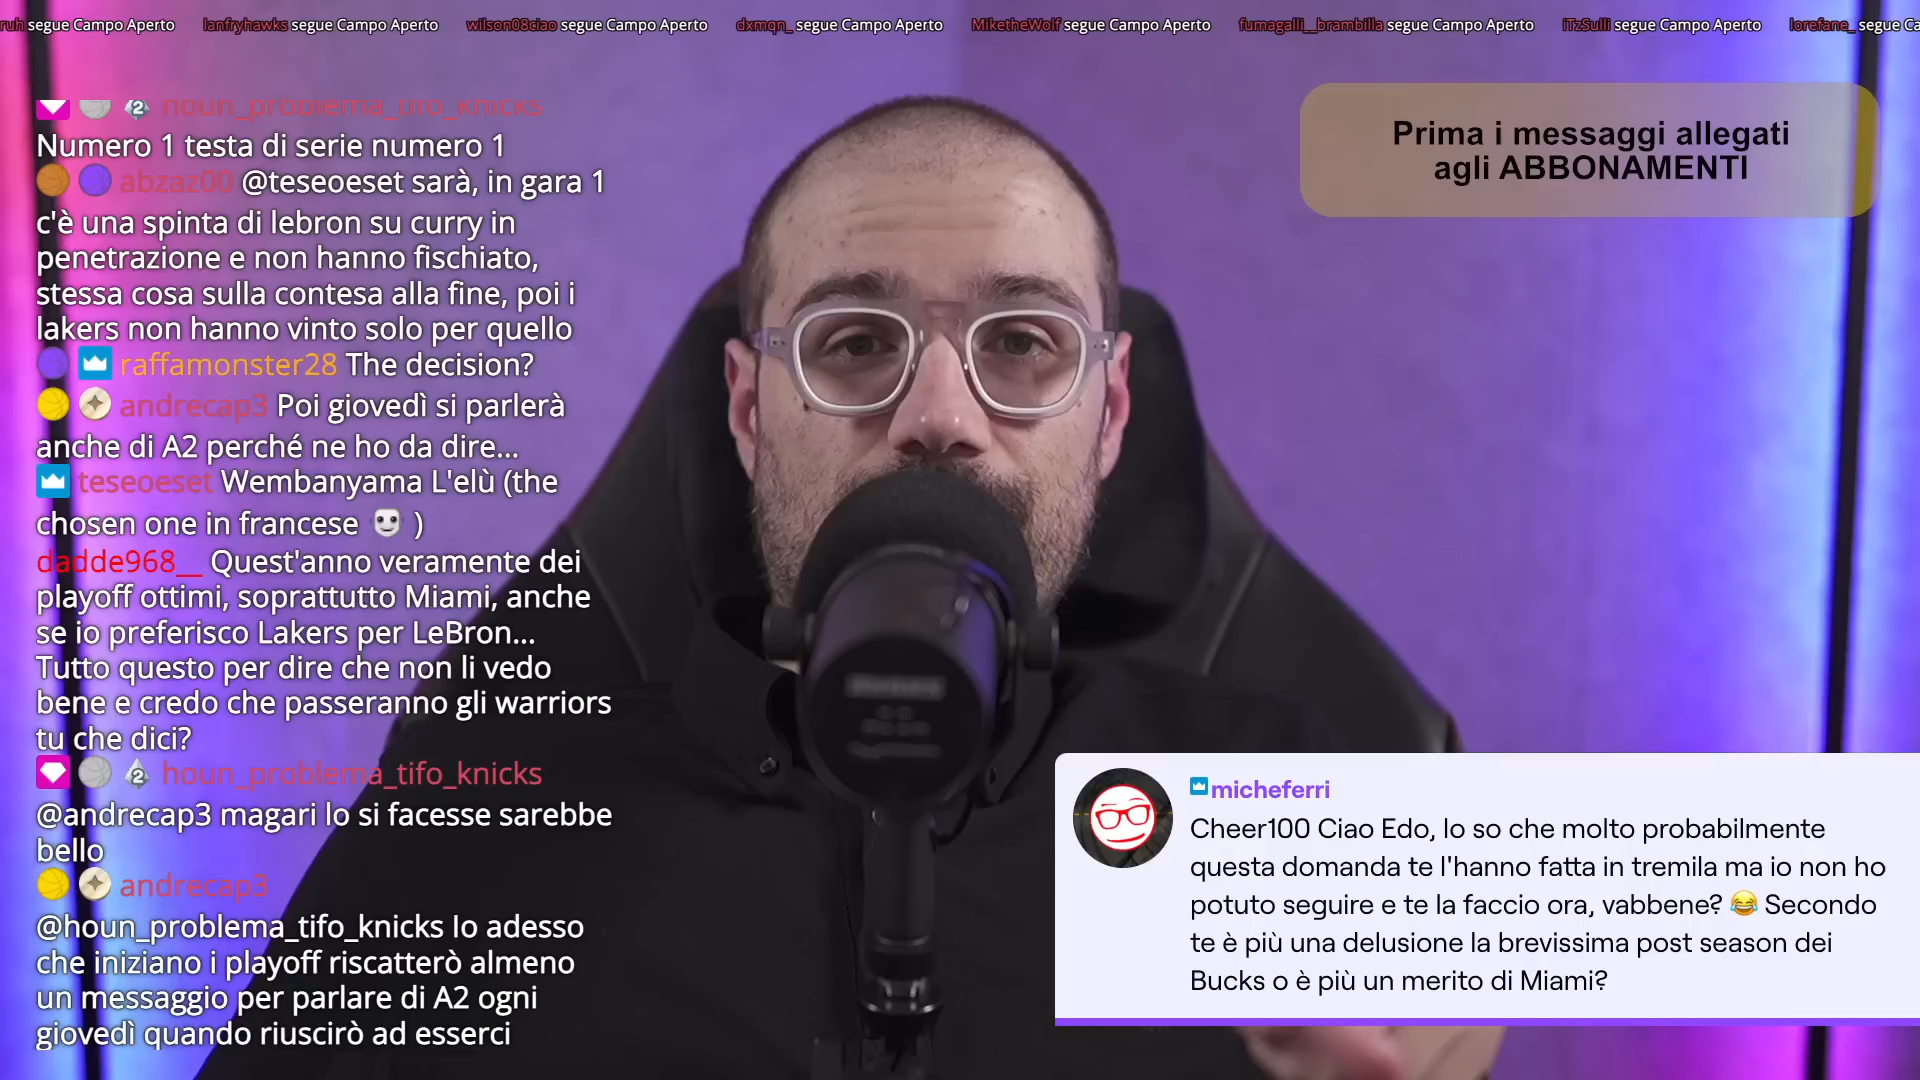 ruh segue Campo Aperto lanfryhawks segue Campo Aperto wilson08ciao segue Campo Aperto dxmqn_ segue Campo Aperto MiketheWolf segue Campo Aperto fumagalli__brambilla segue Campo Aperto iTzSulli segue Campo Aperto lorefane_ segue Ca
2 houn_problema_tifo_knicks
Numero 1 testa di serie numero 1
abzaz00 @teseoeset sarà, in gara 1
c'è una spinta di lebron su curry in
penetrazione e non hanno fischiato,
stessa cosa sulla contesa alla fine, poi i
lakers non hanno vinto solo per quello
raffamonster28 The decision?
andrecap3 Poi giovedì si parlerà
anche di A2 perché ne ho da dire...
teseoeset Wembanyama L'elù (the
chosen one in francese )
dadde968__ Quest'anno veramente dei
playoff ottimi, soprattutto Miami, anche
se io preferisco Lakers per LeBron...
Tutto questo per dire che non li vedo
bene e credo che passeranno gli warriors
tu che dici?
2 houn_problema_tifo_knicks
@andrecap3 magari lo si facesse sarebbe
bello
andrecap3
@houn_problema_tifo_knicks Io adesso
che iniziano i playoff riscatterò almeno
un messaggio per parlare di A2 ogni
giovedì quando riuscirò ad esserci
Prima i messaggi allegati
agli ABBONAMENTI
micheferri
Cheer100 Ciao Edo, lo so che molto probabilmente
questa domanda te l'hanno fatta in tremila ma io non ho
potuto seguire e te la faccio ora, vabbene? 😂 Secondo
te è più una delusione la brevissima post season dei
Bucks o è più un merito di Miami?